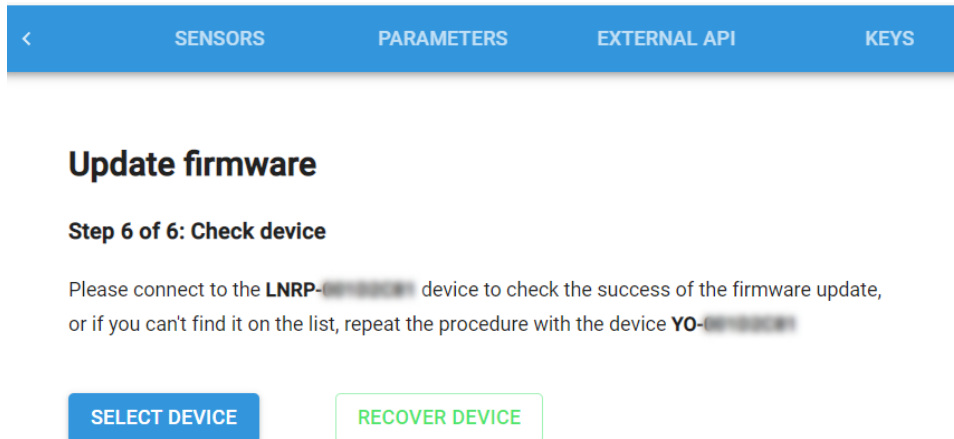 SENSORS PARAMETERS EXTERNAL API KEYS
Update firmware
Step 6 of 6: Check device
Please connect to the LNRP- device to check the success of the firmware update,
or if you can't find it on the list, repeat the procedure with the device YO-
SELECT DEVICE RECOVER DEVICE